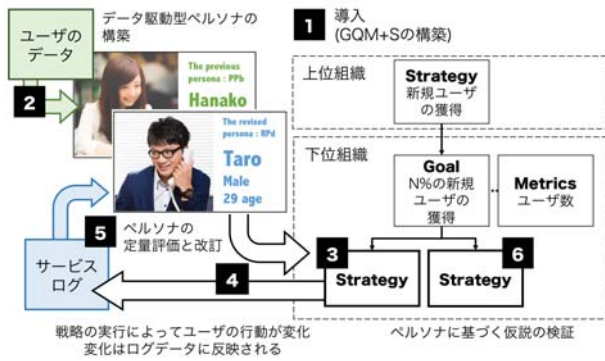 ユーザの
データ
データ駆動型ペルソナの
構築
2
The previous
persona : PPb
Hanako
The revised
persona : RPd
Taro
Male
29 age
5
ペルソナの
定量評価と改訂
サービス
ログ
4
戦略の実行によってユーザの行動が変化
変化はログデータに反映される
1
導入
(GQM+Sの構築)
上位組織
Strategy
新規ユーザ
の獲得
下位組織
Goal
N%の新規
ユーザの
獲得
Metrics
ユーザ数
3
Strategy
6
Strategy
ペルソナに基づく仮説の検証